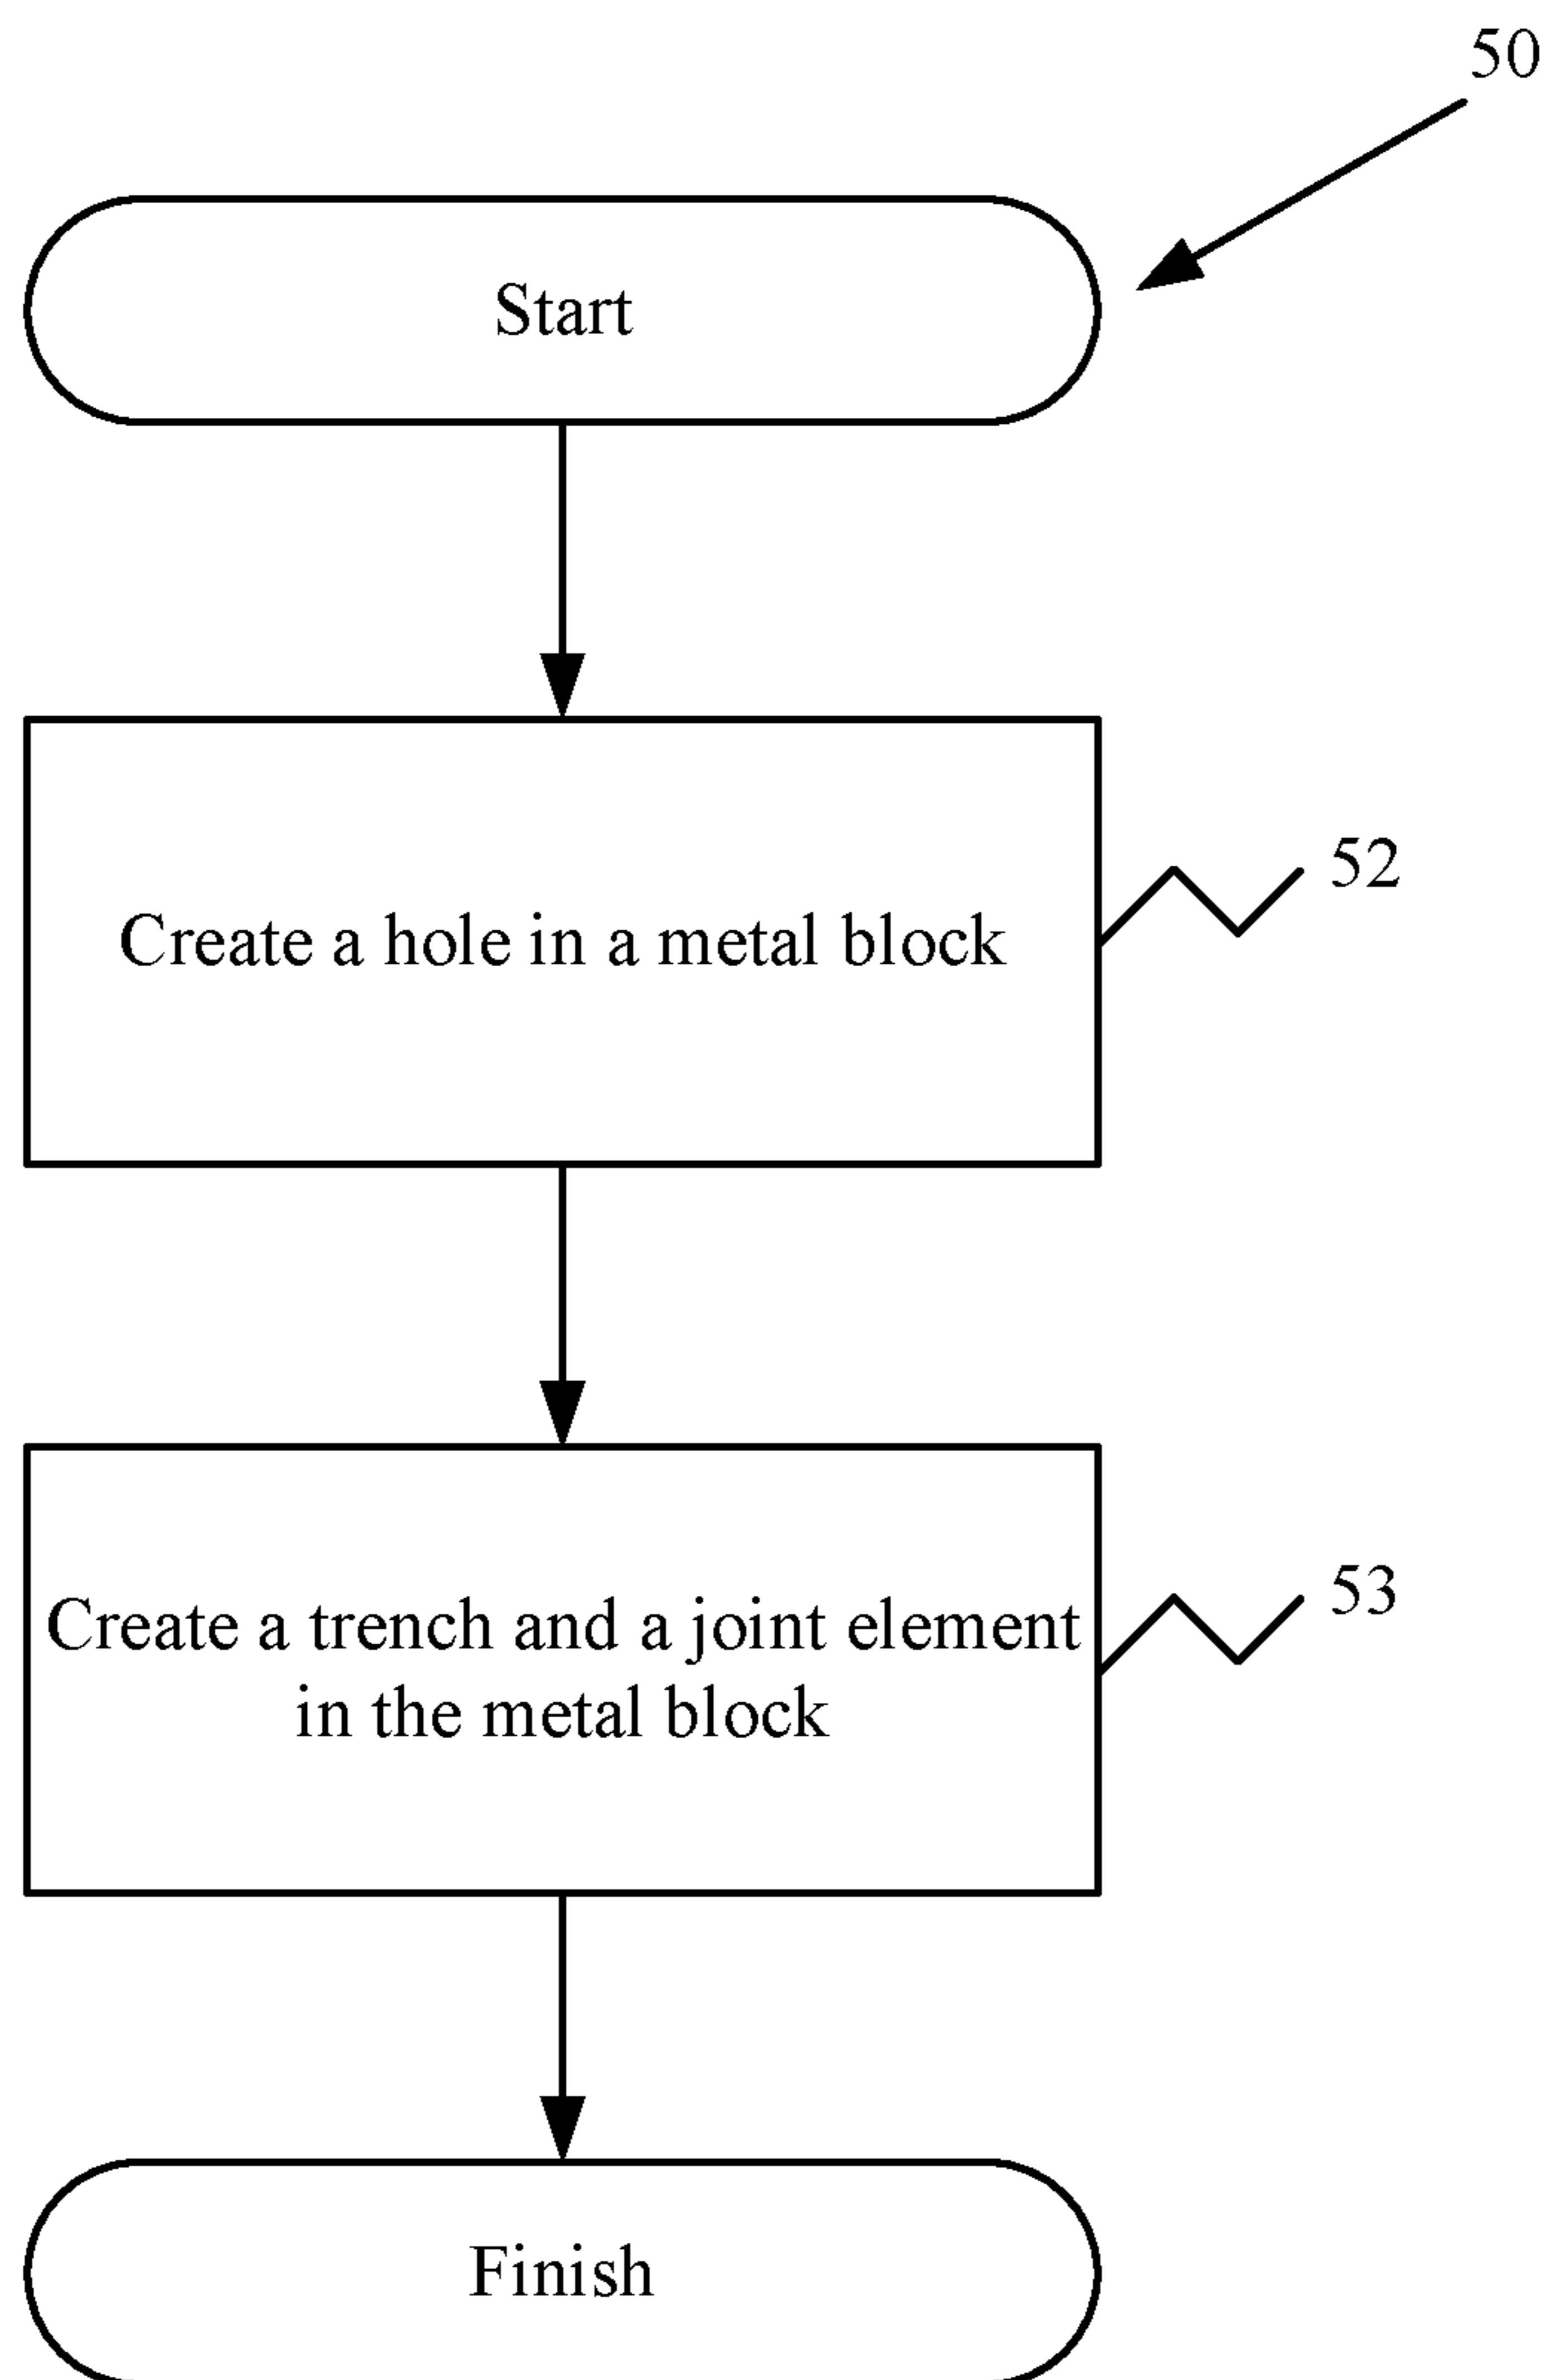 50
Start
52
Create a hole in a metal block
53
Create a trench and a joint element
in the metal block
Finish